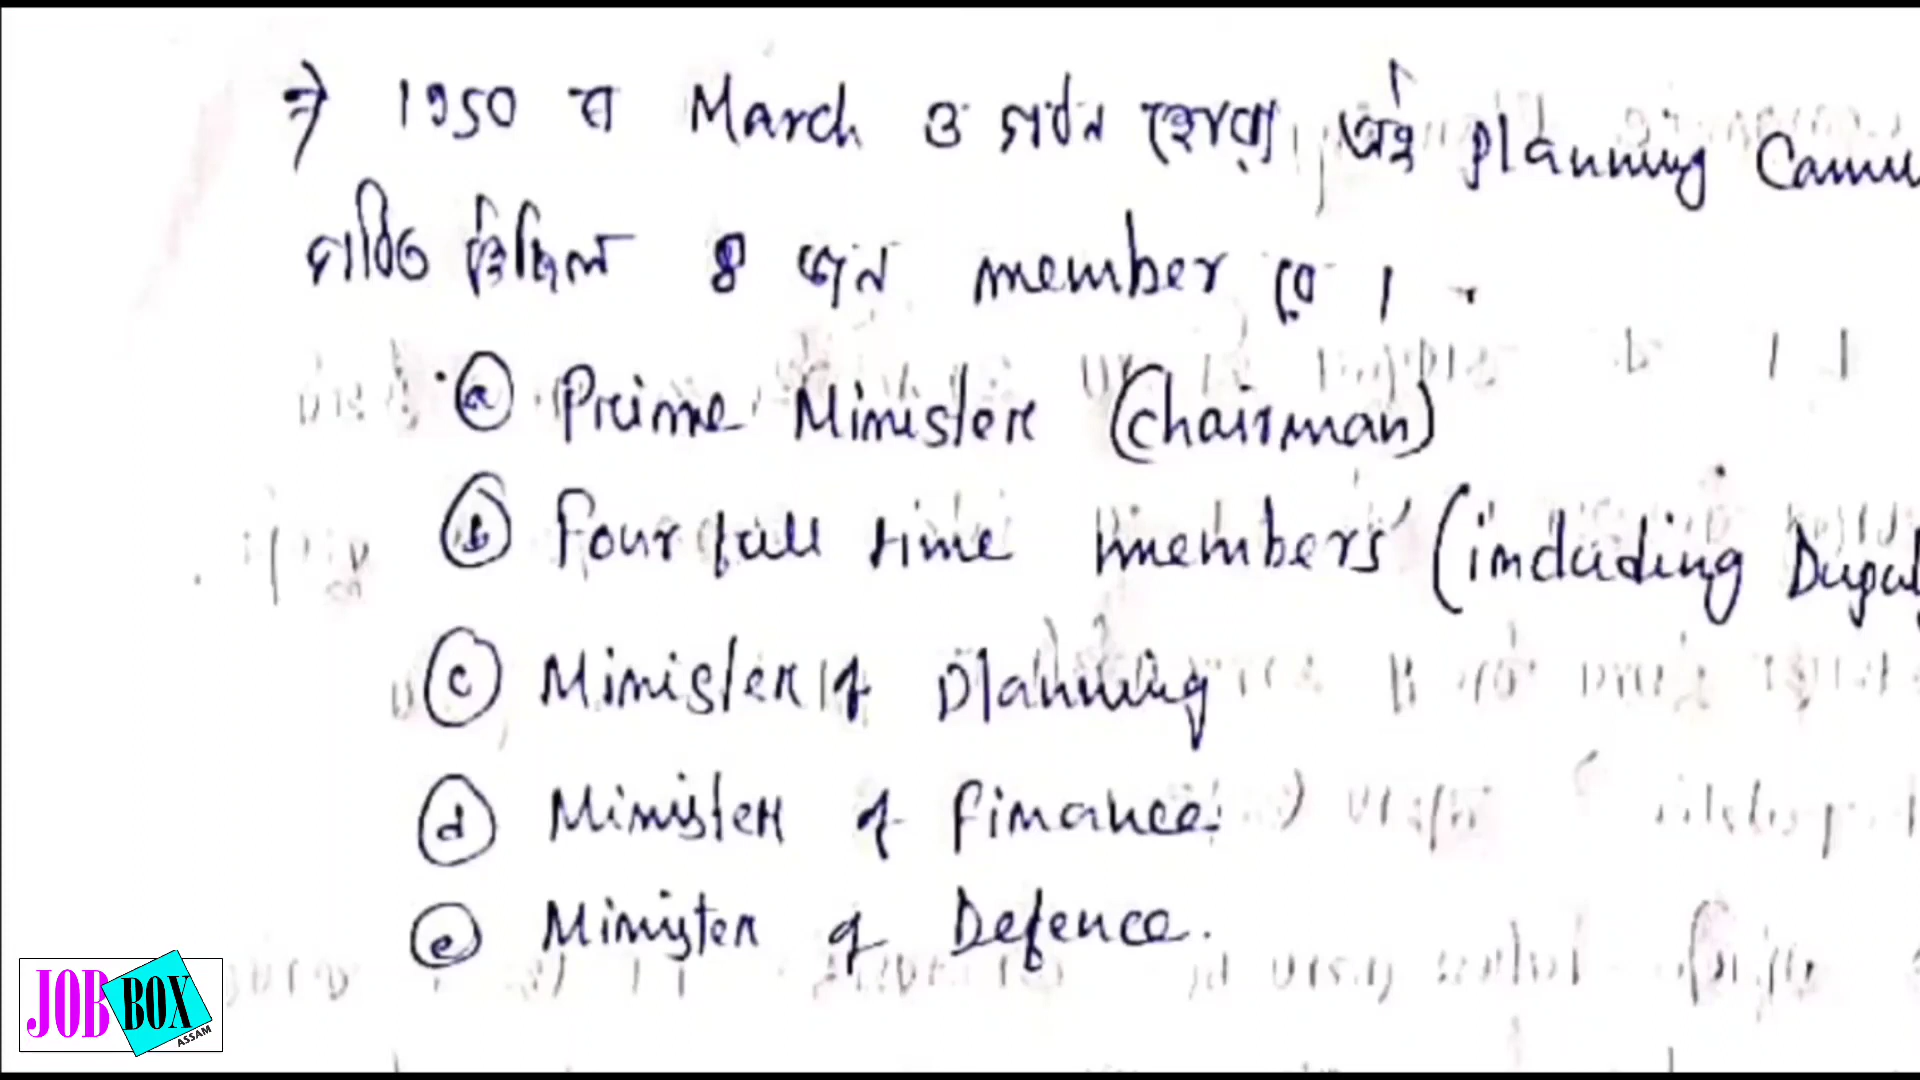 ⇒ 1950 ৰ March ত গঠন হোৱা এই Planning Comm
গঠিত হৈছিল ৪ জন member ৰে ।
ⓐ Prime Minister (chairman)
ⓑ Four full time members (including Deput
ⓒ Minister of Planning
ⓓ Minister of Finance.
ⓔ Minister of Defence.
JOB BOX
ASSAM